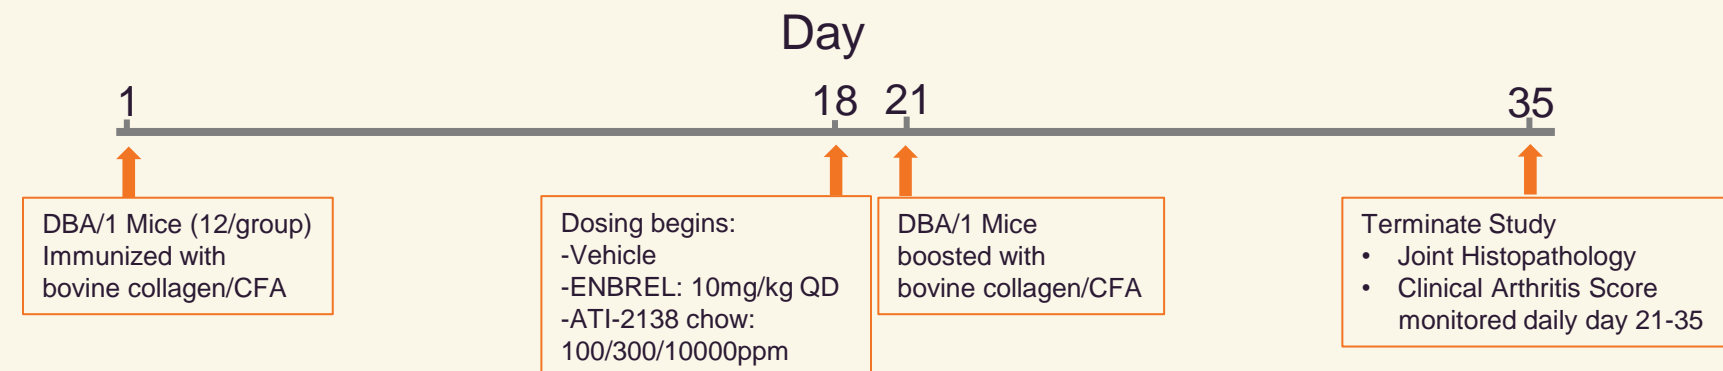 Day
1
18
21
35
DBA/1 Mice (12/group)
Immunized with
bovine collagen/CFA
Dosing begins:
-Vehicle
-ENBREL: 10mg/kg QD
-ATI-2138 chow:
100/300/10000ppm
DBA/1 Mice
boosted with
bovine collagen/CFA
Terminate Study
• Joint Histopathology
• Clinical Arthritis Score
monitored daily day 21-35